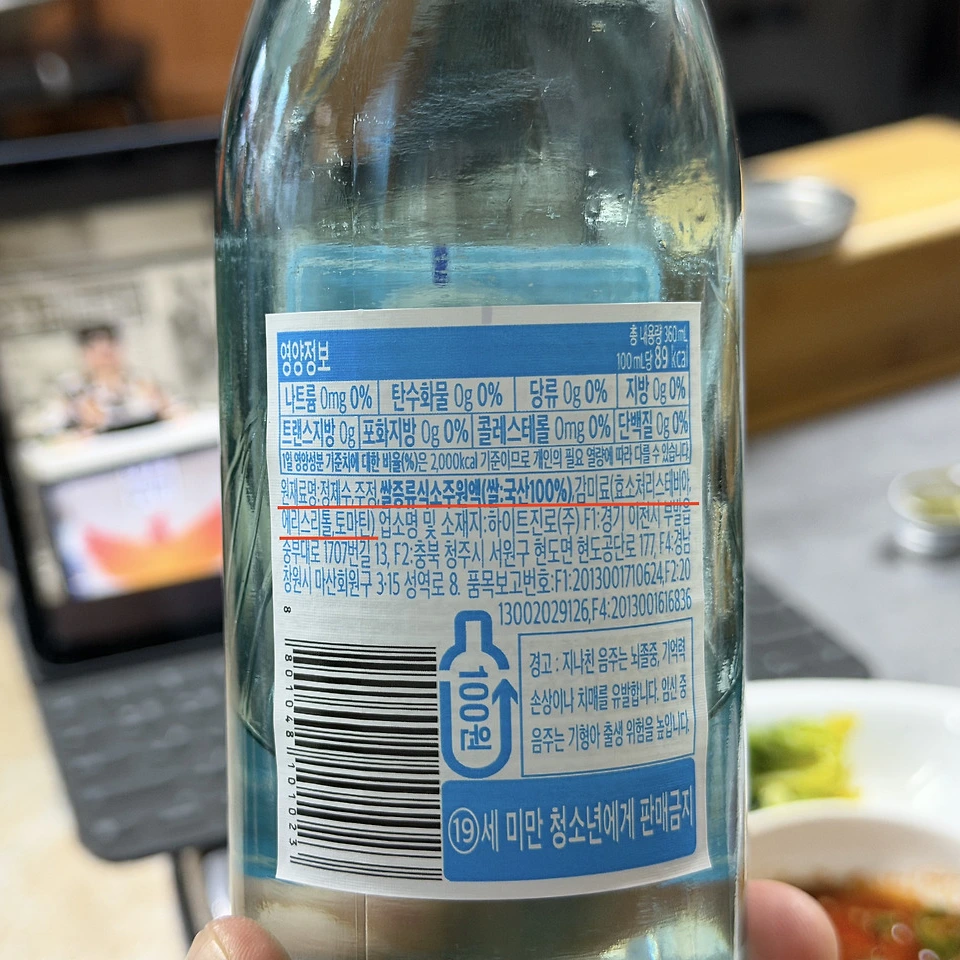 총 내용량 360 mL
영양정보 100 mL당 89 kcal
나트륨 0mg 0% 탄수화물 0g 0% 당류 0g 0% 지방 0g 0%
트랜스지방 0g 포화지방 0g 0% 콜레스테롤 0mg 0% 단백질 0g 0%
1일 영양성분 기준치에 대한 비율(%)은 2,000kcal 기준이므로 개인의 필요 열량에 따라 다를 수 있습니다.
원재료명:정제수,주정,쌀증류식소주원액(쌀:국산100%),감미료(효소처리스테비아,
에리스리톨,토마틴) 업소명 및 소재지:하이트진로(주) F1:경기 이천시 부발읍
중부대로 1707번길 13, F2:충북 청주시 서원구 현도면 현도공단로 177, F4:경남
창원시 마산회원구 3·15 성역로 8. 품목보고번호:F1:2013001710624,F2:20
13002029126,F4:2013001616836
8 801048 101023
100원
경고 : 지나친 음주는 뇌졸중, 기억력
손상이나 치매를 유발합니다. 임신 중
음주는 기형아 출생 위험을 높입니다.
19세 미만 청소년에게 판매금지